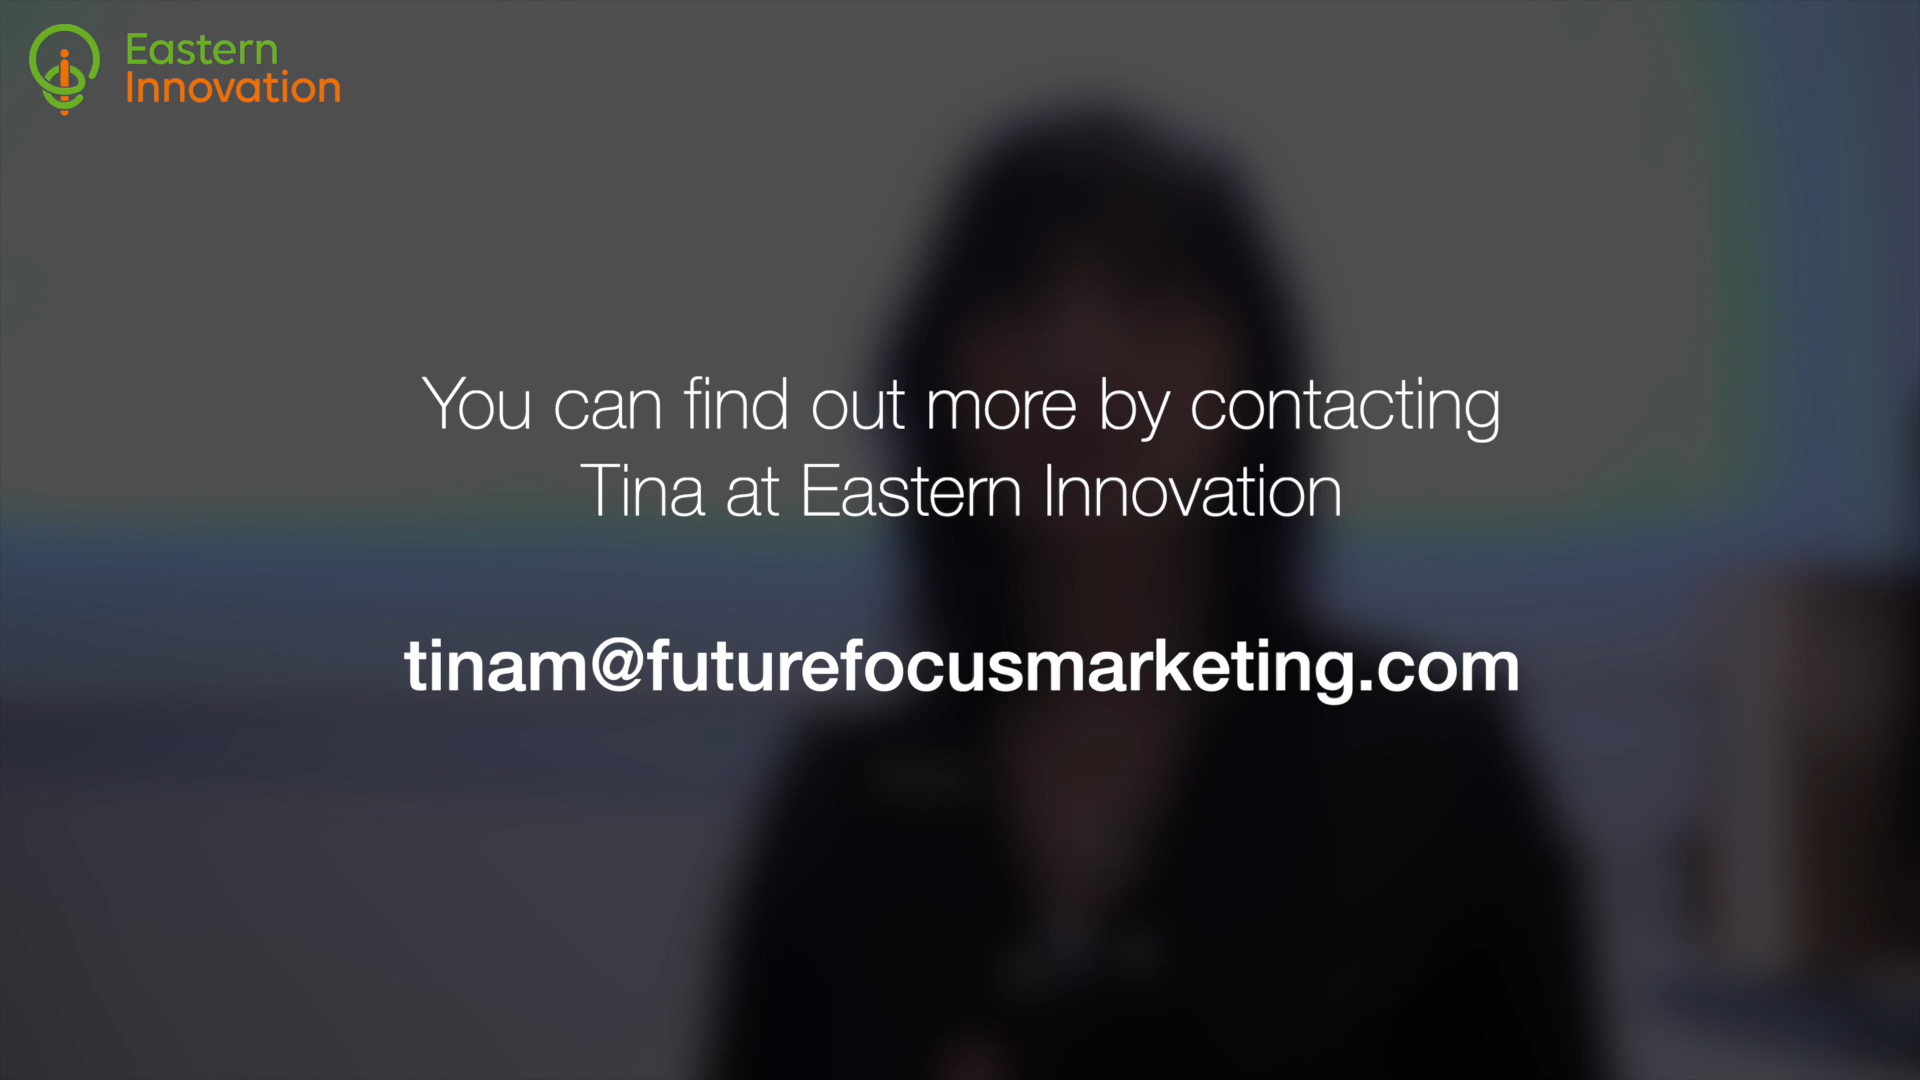 Eastern
Innovation
You can find out more by contacting
Tina at Eastern Innovation
tinam@futurefocusmarketing.com